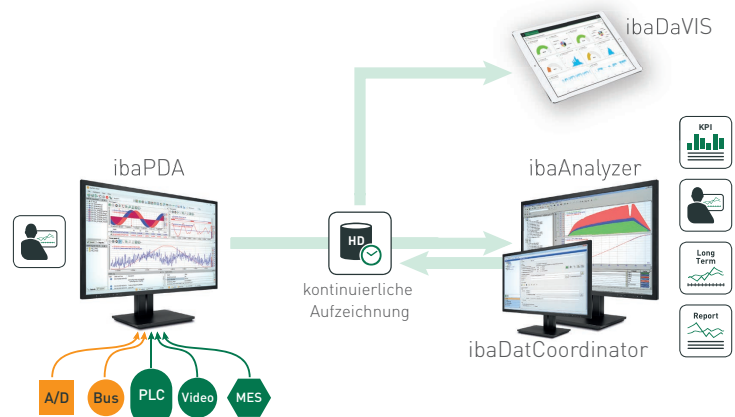 ibaDaVIS
KPI
ibaPDA
ibaAnalyzer
HD
Long
Term
kontinuierliche
Aufzeichnung
Report
ibaDatCoordinator
A/D
Bus
PLC
Video
MES